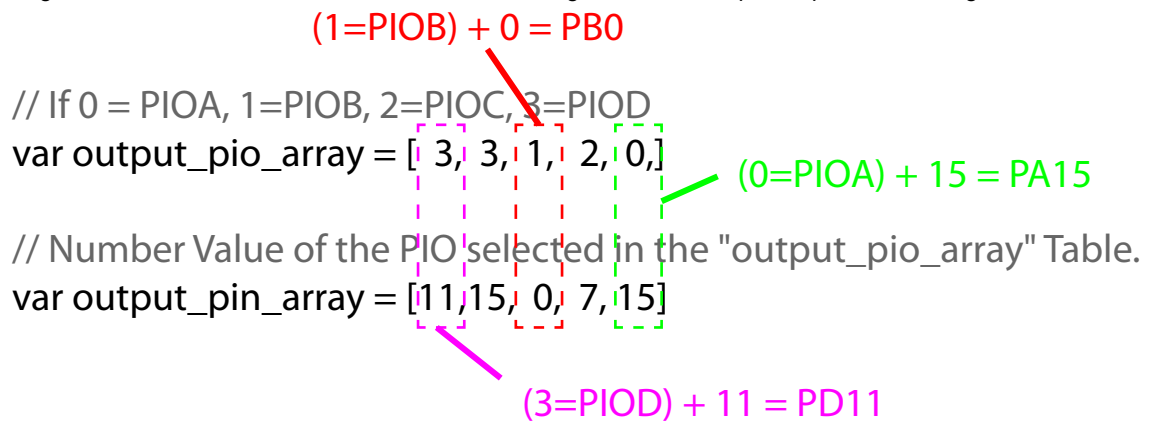 (1=PIOB) + 0 = PB0
// If 0 = PIOA, 1=PIOB, 2=PIOC, 3=PIOD
var output_pio_array = [ 3, 3, 1, 2, 0,]
(0=PIOA) + 15 = PA15
// Number Value of the PIO selected in the "output_pio_array" Table.
var output_pin_array = [11,15, 0, 7, 15]
(3=PIOD) + 11 = PD11